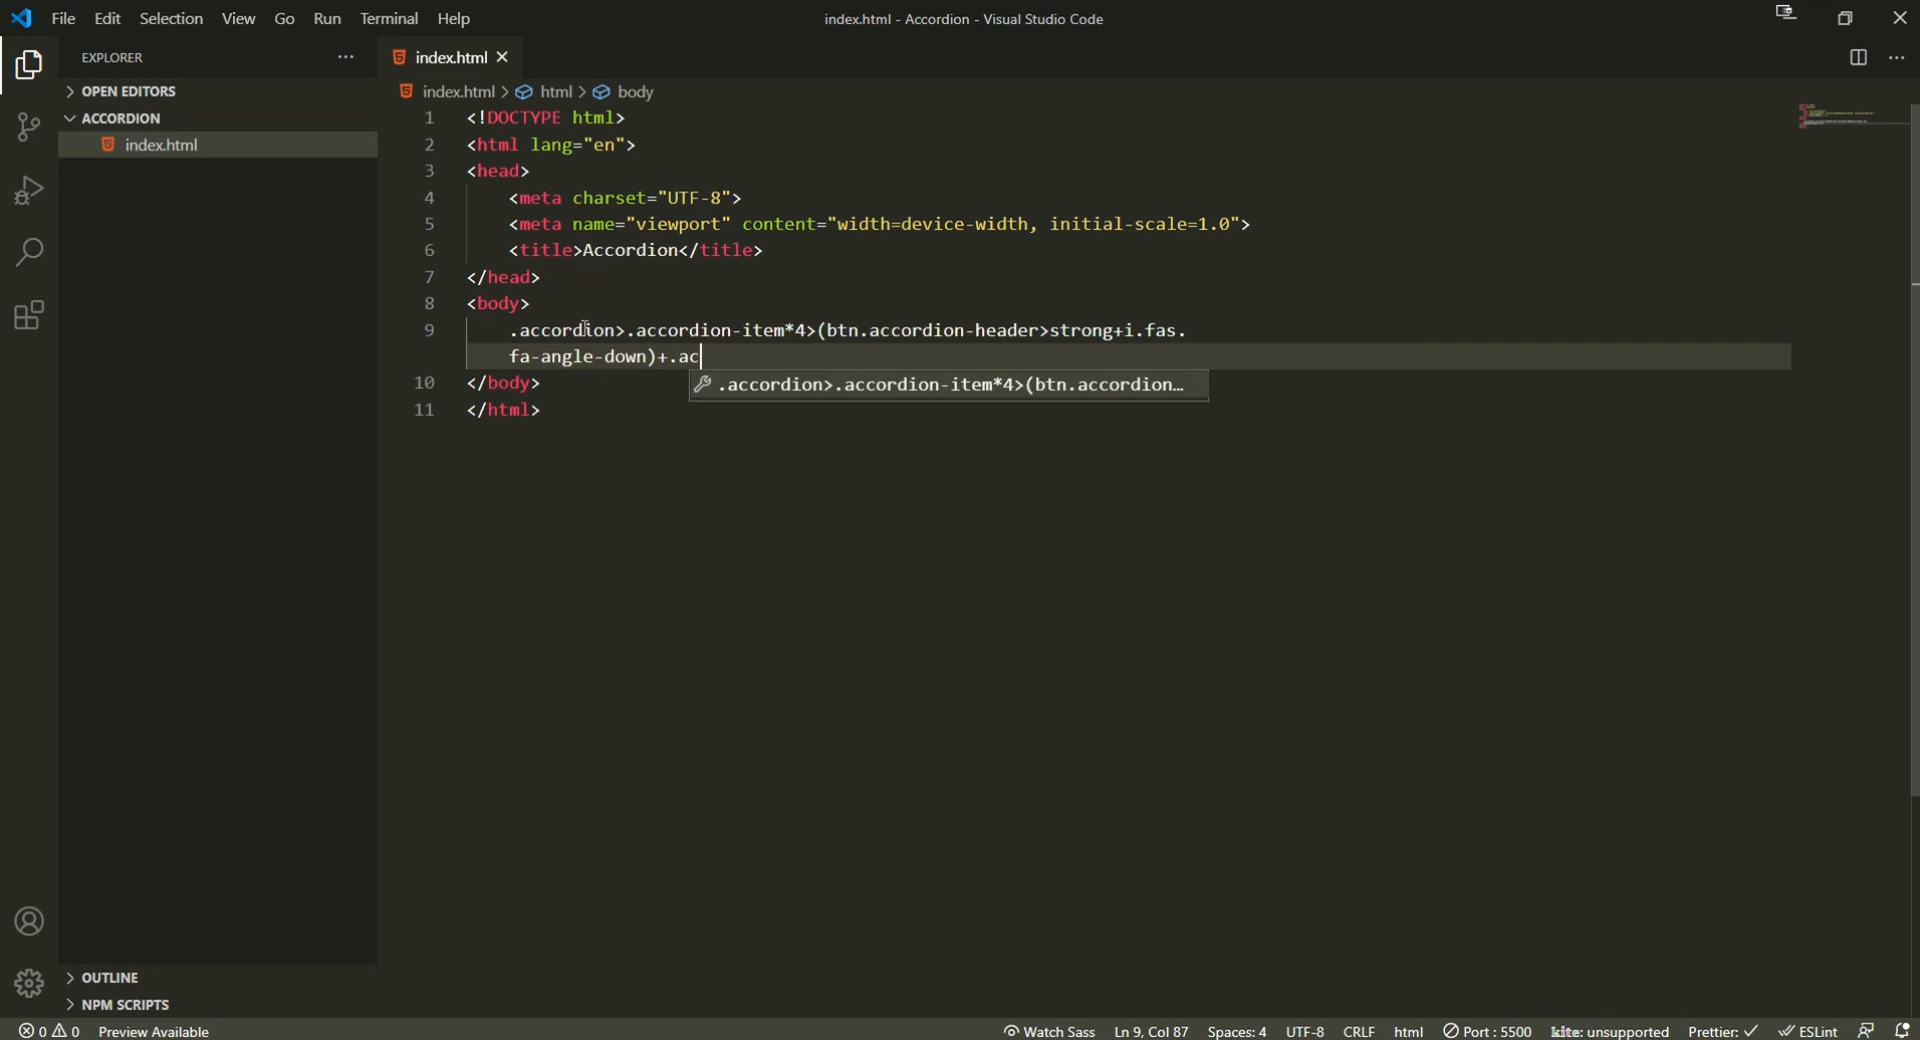 File Edit Selection View Go Run Terminal Help
index.html - Accordion - Visual Studio Code
EXPLORER ...
index.html
OPEN EDITORS
index.html > html > body
ACCORDION
index.html
1 <!DOCTYPE html>
2 <html lang="en">
3 <head>
4 <meta charset="UTF-8">
5 <meta name="viewport" content="width=device-width, initial-scale=1.0">
6 <title>Accordion</title>
7 </head>
8 <body>
9 .accordion>.accordion-item*4>(btn.accordion-header>strong+i.fas.
fa-angle-down)+.ac
.accordion>.accordion-item*4>(btn.accordion...
10 </body>
11 </html>
OUTLINE
NPM SCRIPTS
0 0 Preview Available
Watch Sass Ln 9, Col 87 Spaces: 4 UTF-8 CRLF html Port : 5500 kite: unsupported Prettier: ✓ ESLint